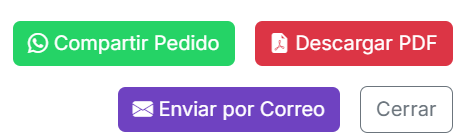 Compartir Pedido
Descargar PDF
Enviar por Correo
Cerrar